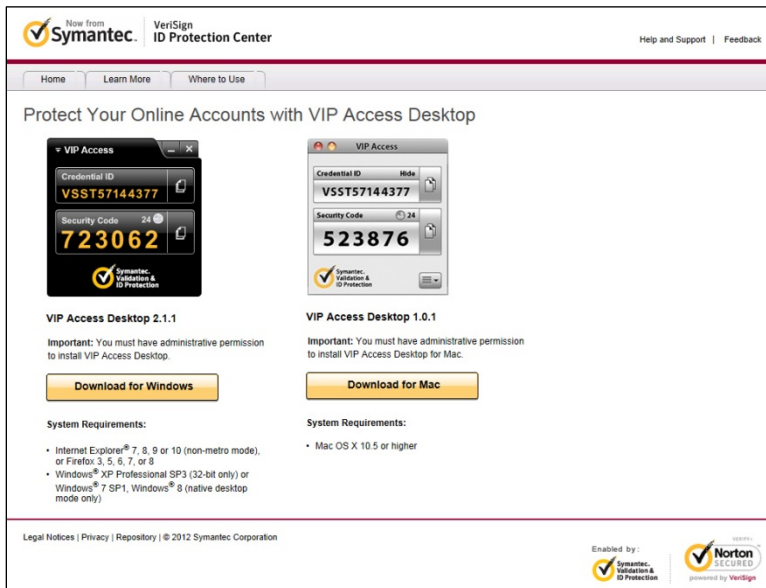 Now from
Symantec.
VeriSign
ID Protection Center
Help and Support | Feedback
Home Learn More Where to Use
Protect Your Online Accounts with VIP Access Desktop
VIP Access
Credential ID
VSST57144377
Security Code 24
723062
Symantec.
Validation &
ID Protection
VIP Access Desktop 2.1.1
Important: You must have administrative permission
to install VIP Access Desktop.
Download for Windows
System Requirements:
• Internet Explorer® 7, 8, 9 or 10 (non-metro mode),
or Firefox 3, 5, 6, 7, or 8
• Windows® XP Professional SP3 (32-bit only) or
Windows® 7 SP1, Windows® 8 (native desktop
mode only)
VIP Access
Credential ID Hide
VSST57144377
Security Code 24
523876
Symantec.
Validation &
ID Protection
VIP Access Desktop 1.0.1
Important: You must have administrative permission
to install VIP Access Desktop for Mac.
Download for Mac
System Requirements:
• Mac OS X 10.5 or higher
Legal Notices | Privacy | Repository | © 2012 Symantec Corporation
Enabled by:
Symantec.
Validation &
ID Protection
Norton
SECURED
powered by VeriSign